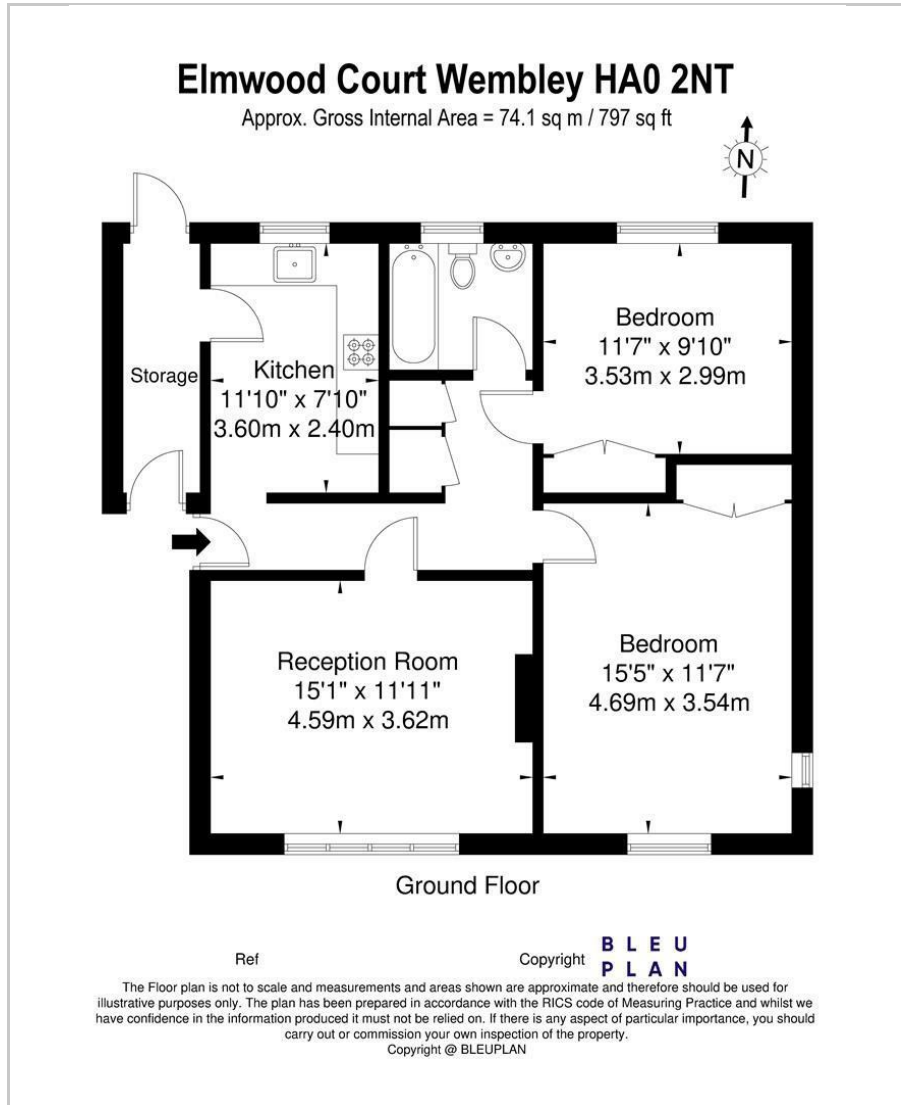 Elmwood Court Wembley HA0 2NT
Approx. Gross Internal Area = 74.1 sq m / 797 sq ft
N
Bedroom
11'7" x 9'10"
3.53m x 2.99m
Storage
Kitchen
11'10" x 7'10"
3.60m x 2.40m
Reception Room
15'1" x 11'11"
4.59m x 3.62m
Bedroom
15'5" x 11'7"
4.69m x 3.54m
Ground Floor
Ref
Copyright
BLEU
PLAN
The Floor plan is not to scale and measurements and areas shown are approximate and therefore should be used for
illustrative purposes only. The plan has been prepared in accordance with the RICS code of Measuring Practice and whilst we
have confidence in the information produced it must not be relied on. If there is any aspect of particular importance, you should
carry out or commission your own inspection of the property.
Copyright @ BLEUPLAN